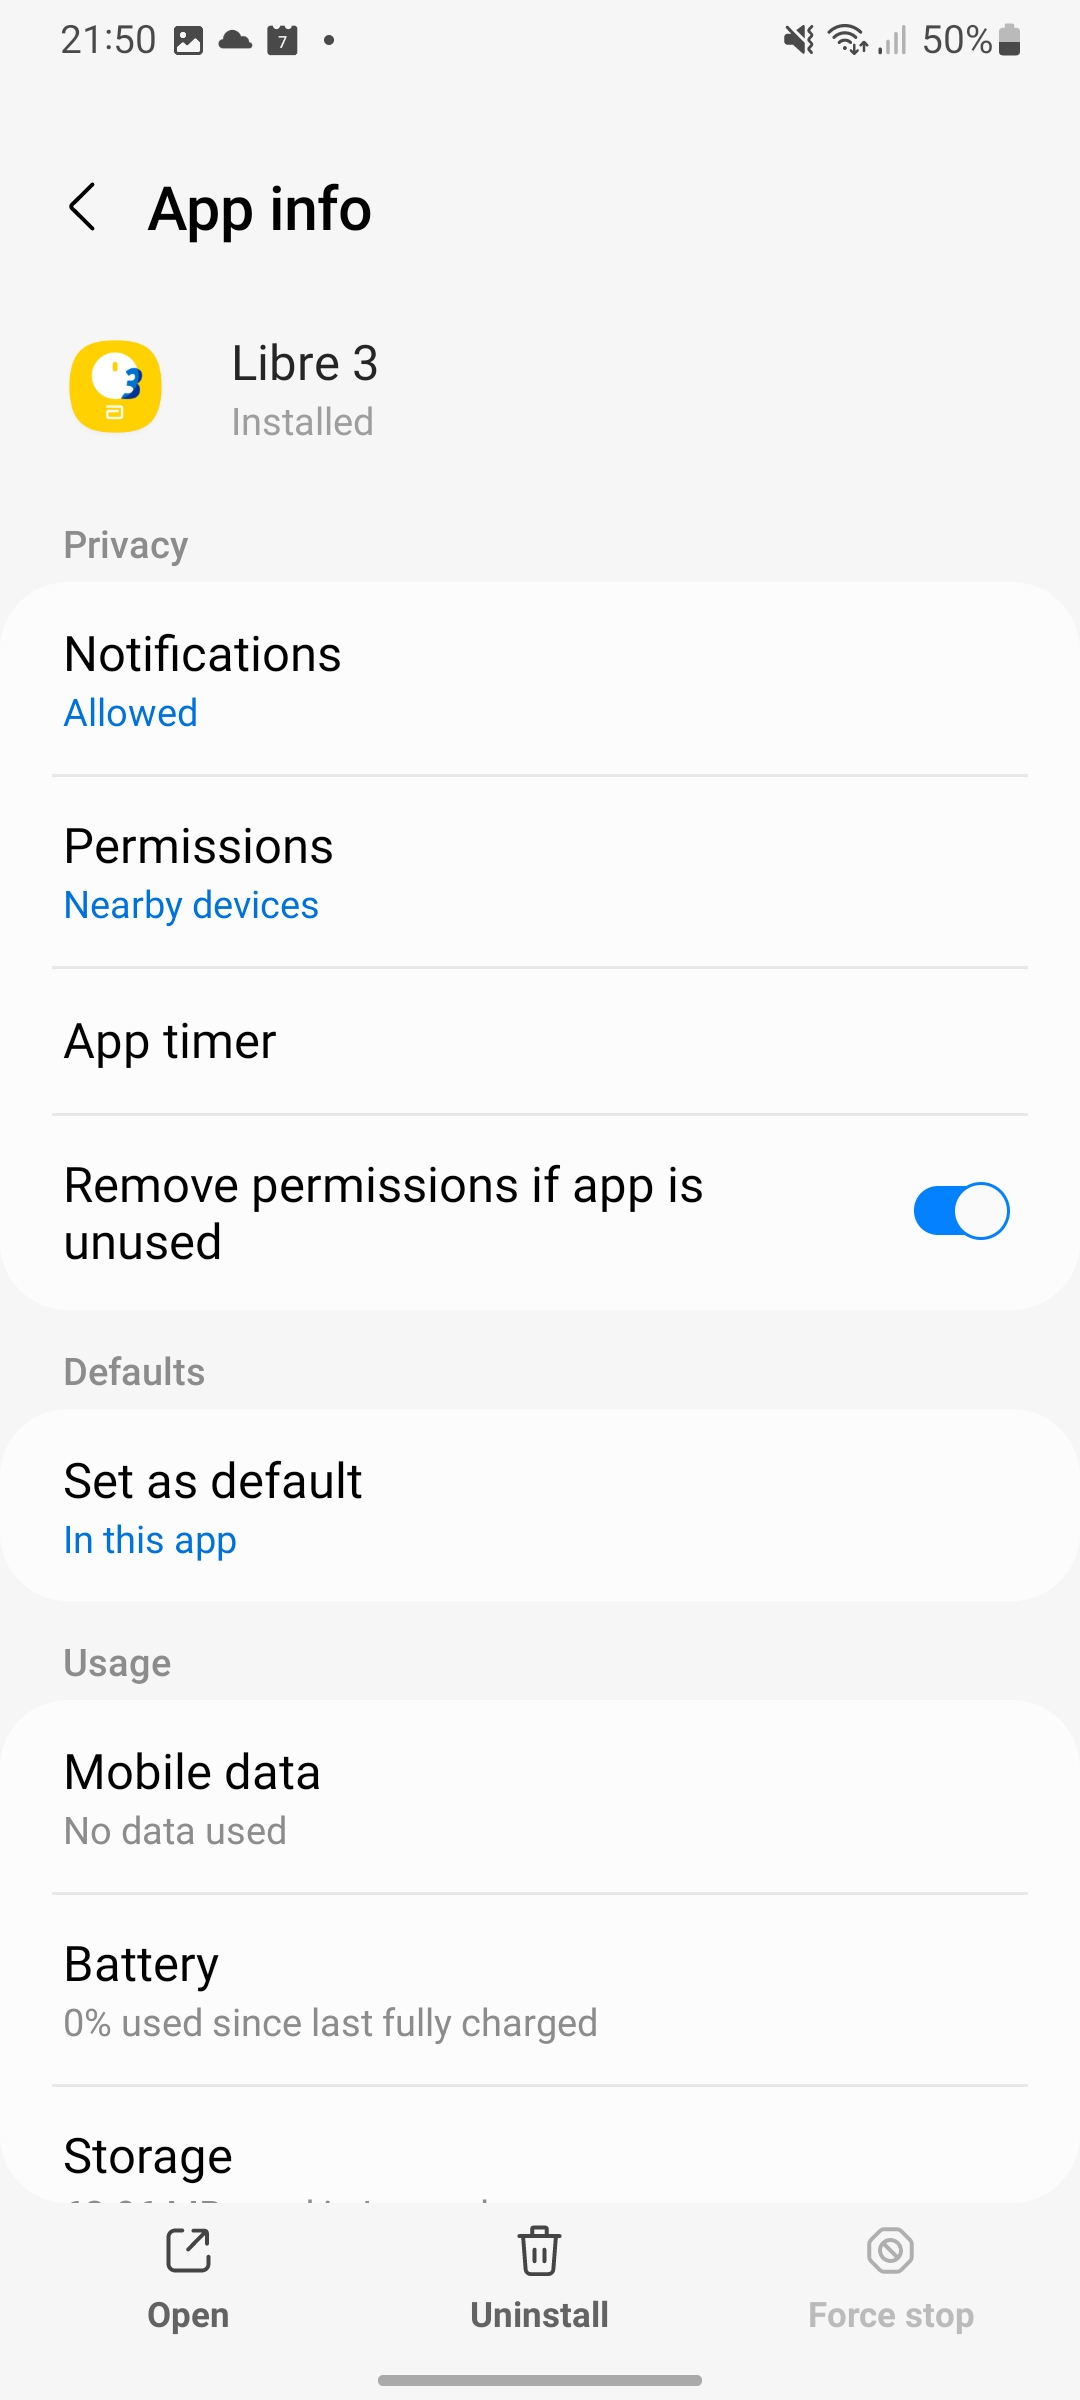 21:50 7 50%
App info
Libre 3
Installed
Privacy
Notifications
Allowed
Permissions
Nearby devices
App timer
Remove permissions if app is
unused
Defaults
Set as default
In this app
Usage
Mobile data
No data used
Battery
0% used since last fully charged
Storage
Open Uninstall Force stop